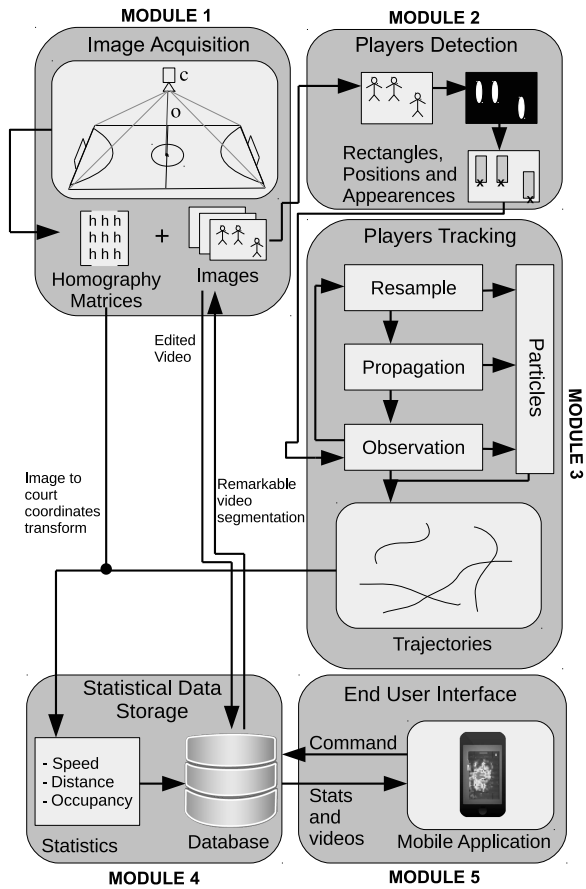 MODULE 1
Image Acquisition
c
o
h h h
h h h
h h h
+
Homography
Matrices
Images
MODULE 2
Players Detection
Rectangles,
Positions and
Appearences
Players Tracking
Resample
Propagation
Observation
Particles
MODULE 3
Trajectories
Edited
Video
Image to
court
coordinates
transform
Remarkable
video
segmentation
Statistical Data
Storage
- Speed
- Distance
- Occupancy
Statistics
Database
MODULE 4
End User Interface
Command
Stats
and
videos
Mobile Application
MODULE 5